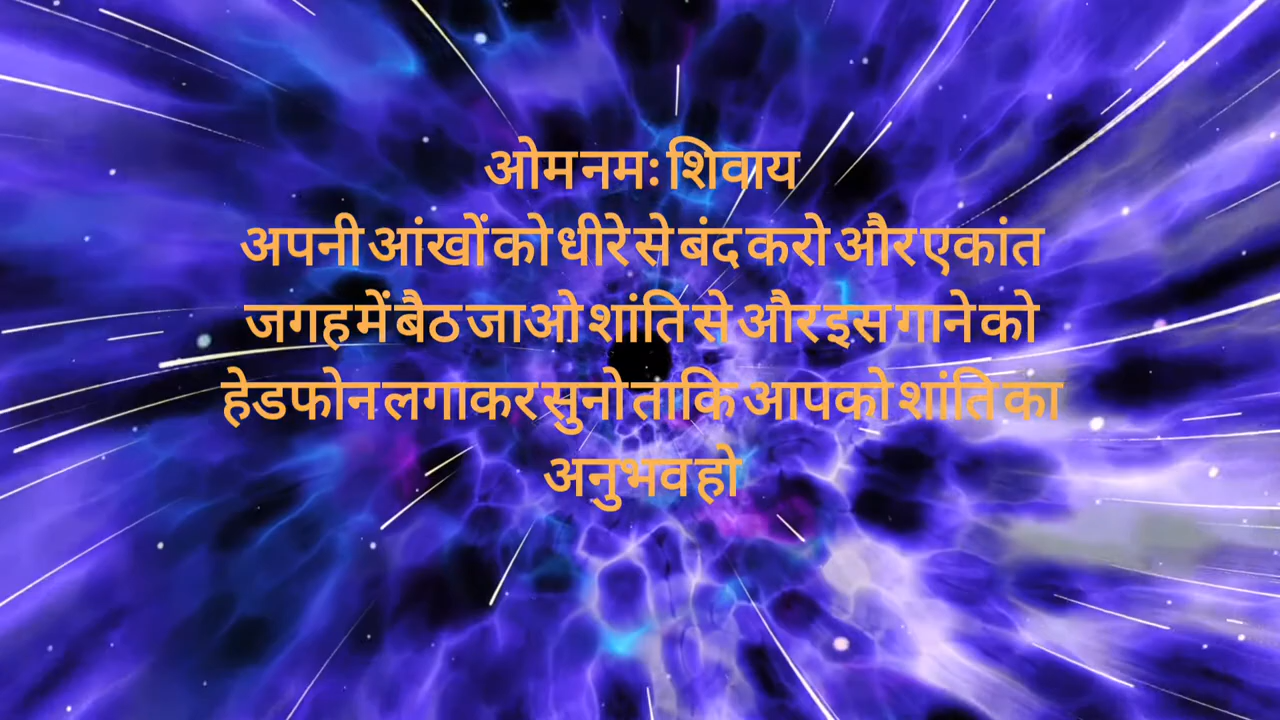 ओम नमः शिवाय
अपनी आंखों को धीरे से बंद करो और एकांत
जगह में बैठ जाओ शांति से और इस गाने को
हेडफोन लगाकर सुनो ताकि आपको शांति का
अनुभव हो